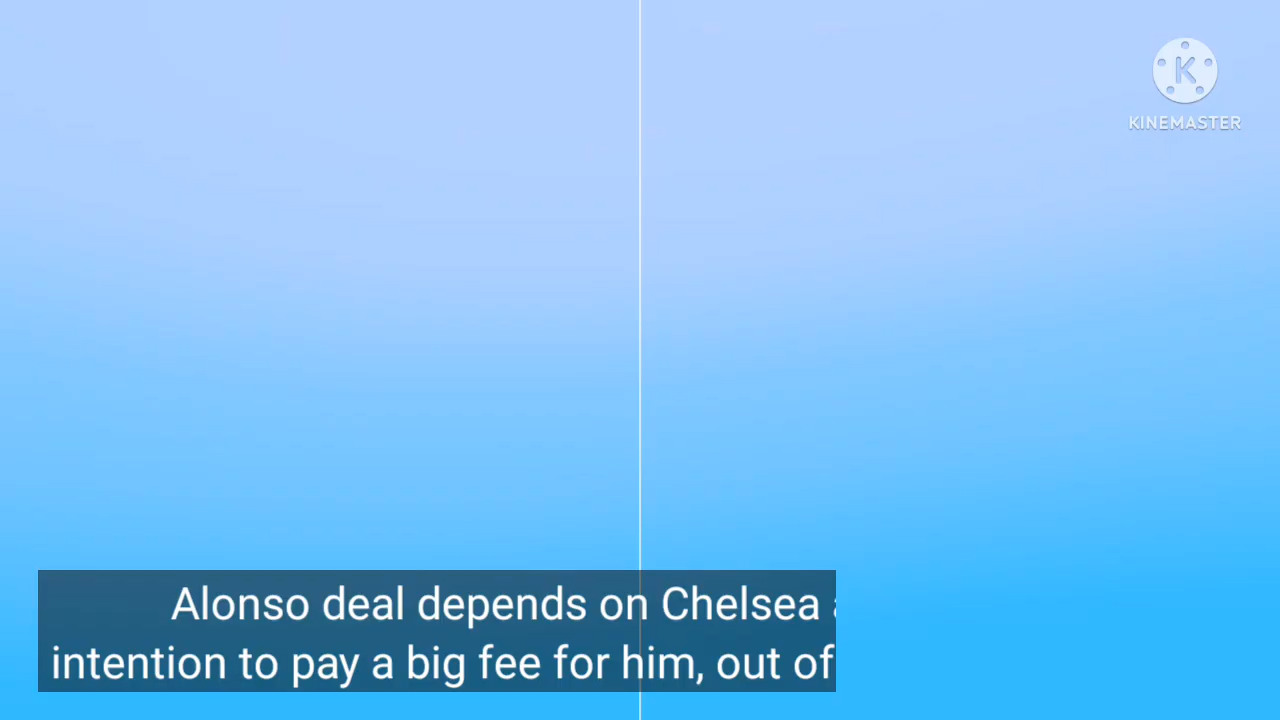 KINEMASTER
Alonso deal depends on Chelsea
intention to pay a big fee for him, out of